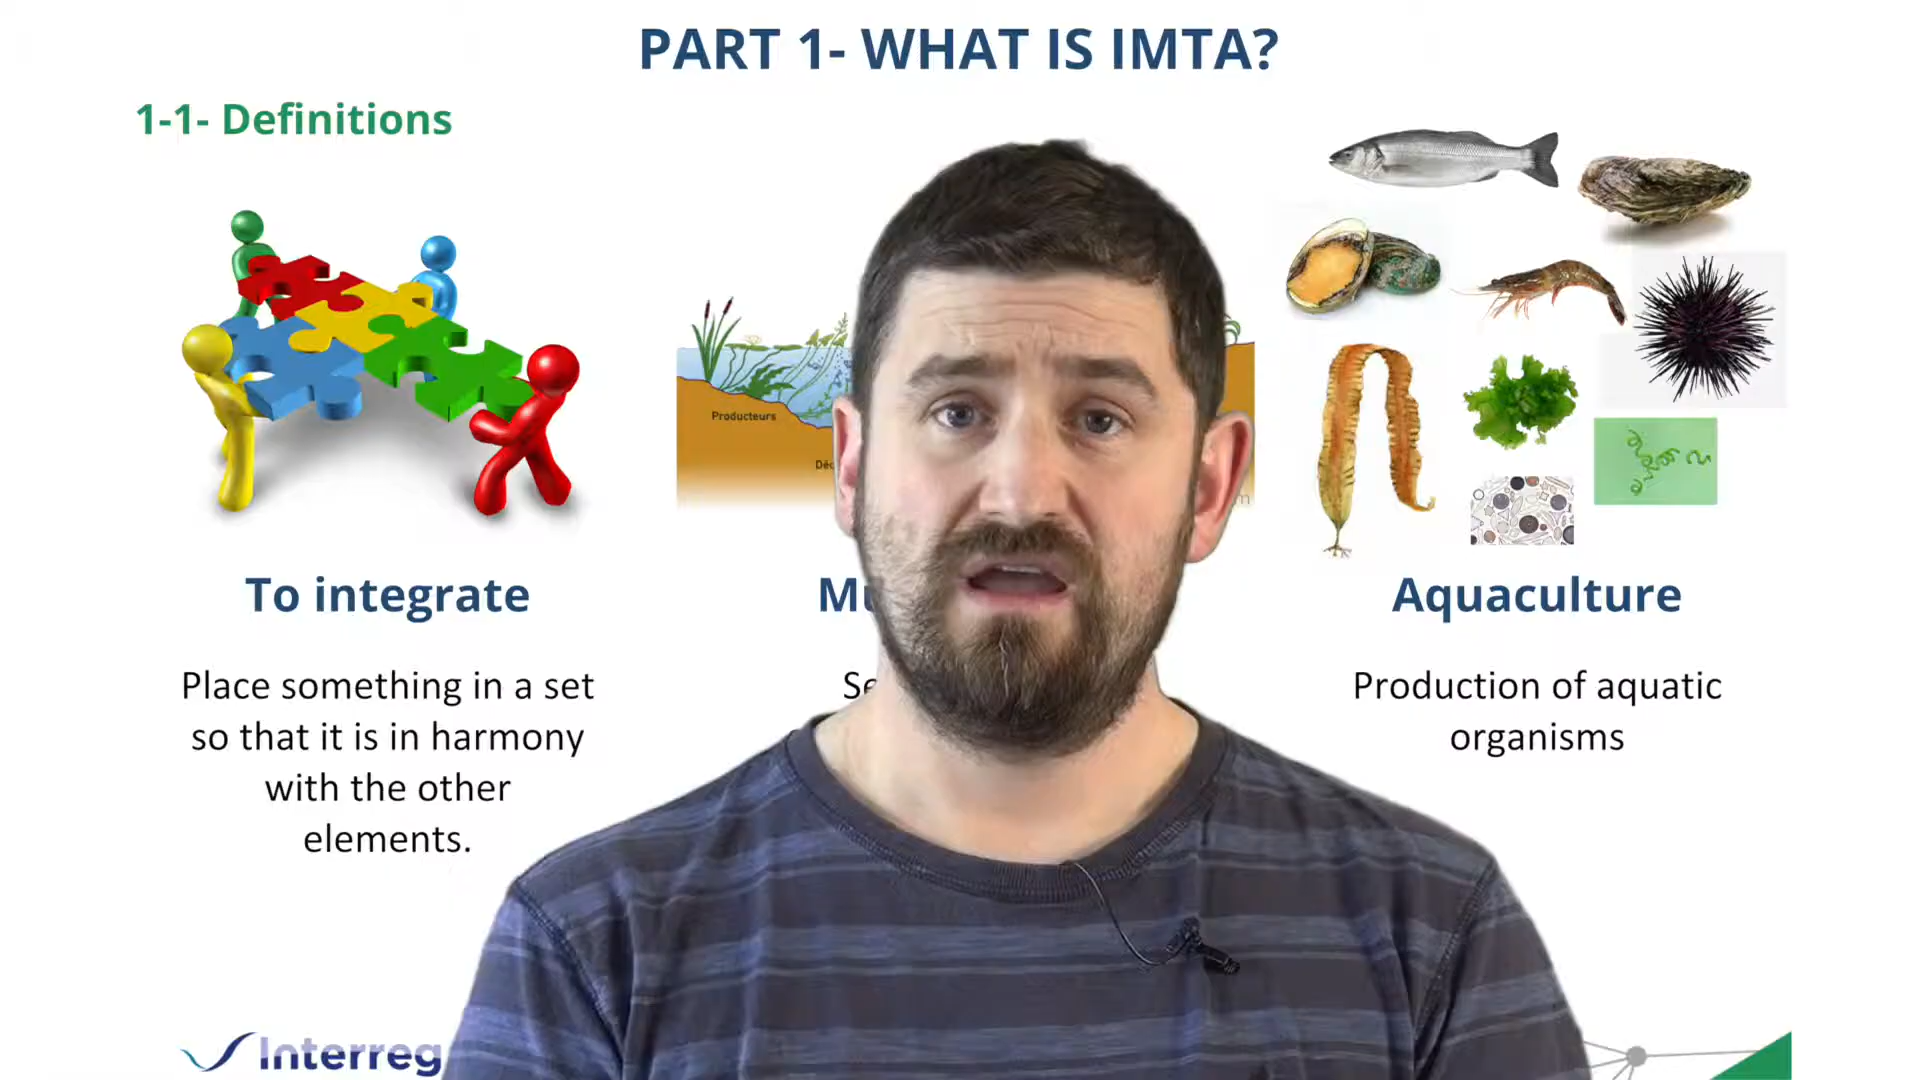 PART 1- WHAT IS IMTA?
1-1- Definitions
Producteurs
To integrate
Aquaculture
Place something in a set
so that it is in harmony
with the other
elements.
Production of aquatic
organisms
Interreg